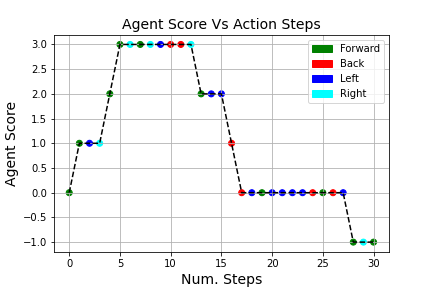 Agent Score Vs Action Steps
3.0
2.5
2.0
1.5
1.0
0.5
0.0
−0.5
−1.0
Agent Score
Forward
Back
Left
Right
0 5 10 15 20 25 30
Num. Steps